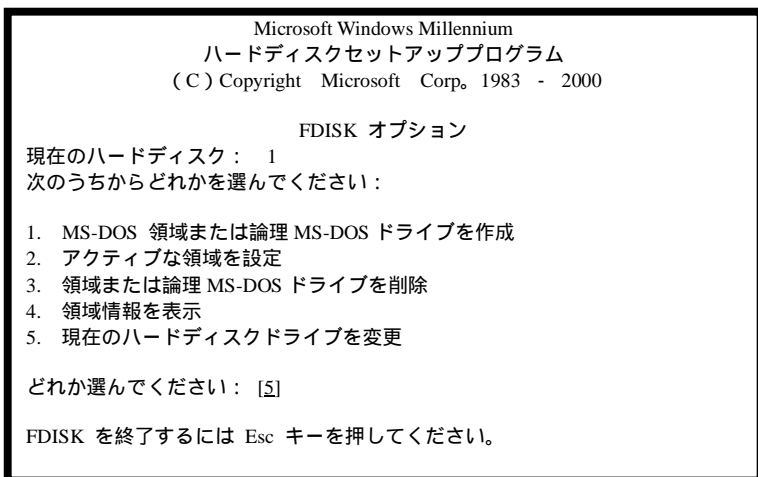 Microsoft Windows Millennium
ハードディスクセットアッププログラム
(C) Copyright Microsoft Corp。1983 - 2000
FDISK オプション
現在のハードディスク: 1
次のうちからどれかを選んでください:
1. MS-DOS 領域または論理 MS-DOS ドライブを作成
2. アクティブな領域を設定
3. 領域または論理 MS-DOS ドライブを削除
4. 領域情報を表示
5. 現在のハードディスクドライブを変更
どれか選んでください: [5]
FDISK を終了するには Esc キーを押してください。